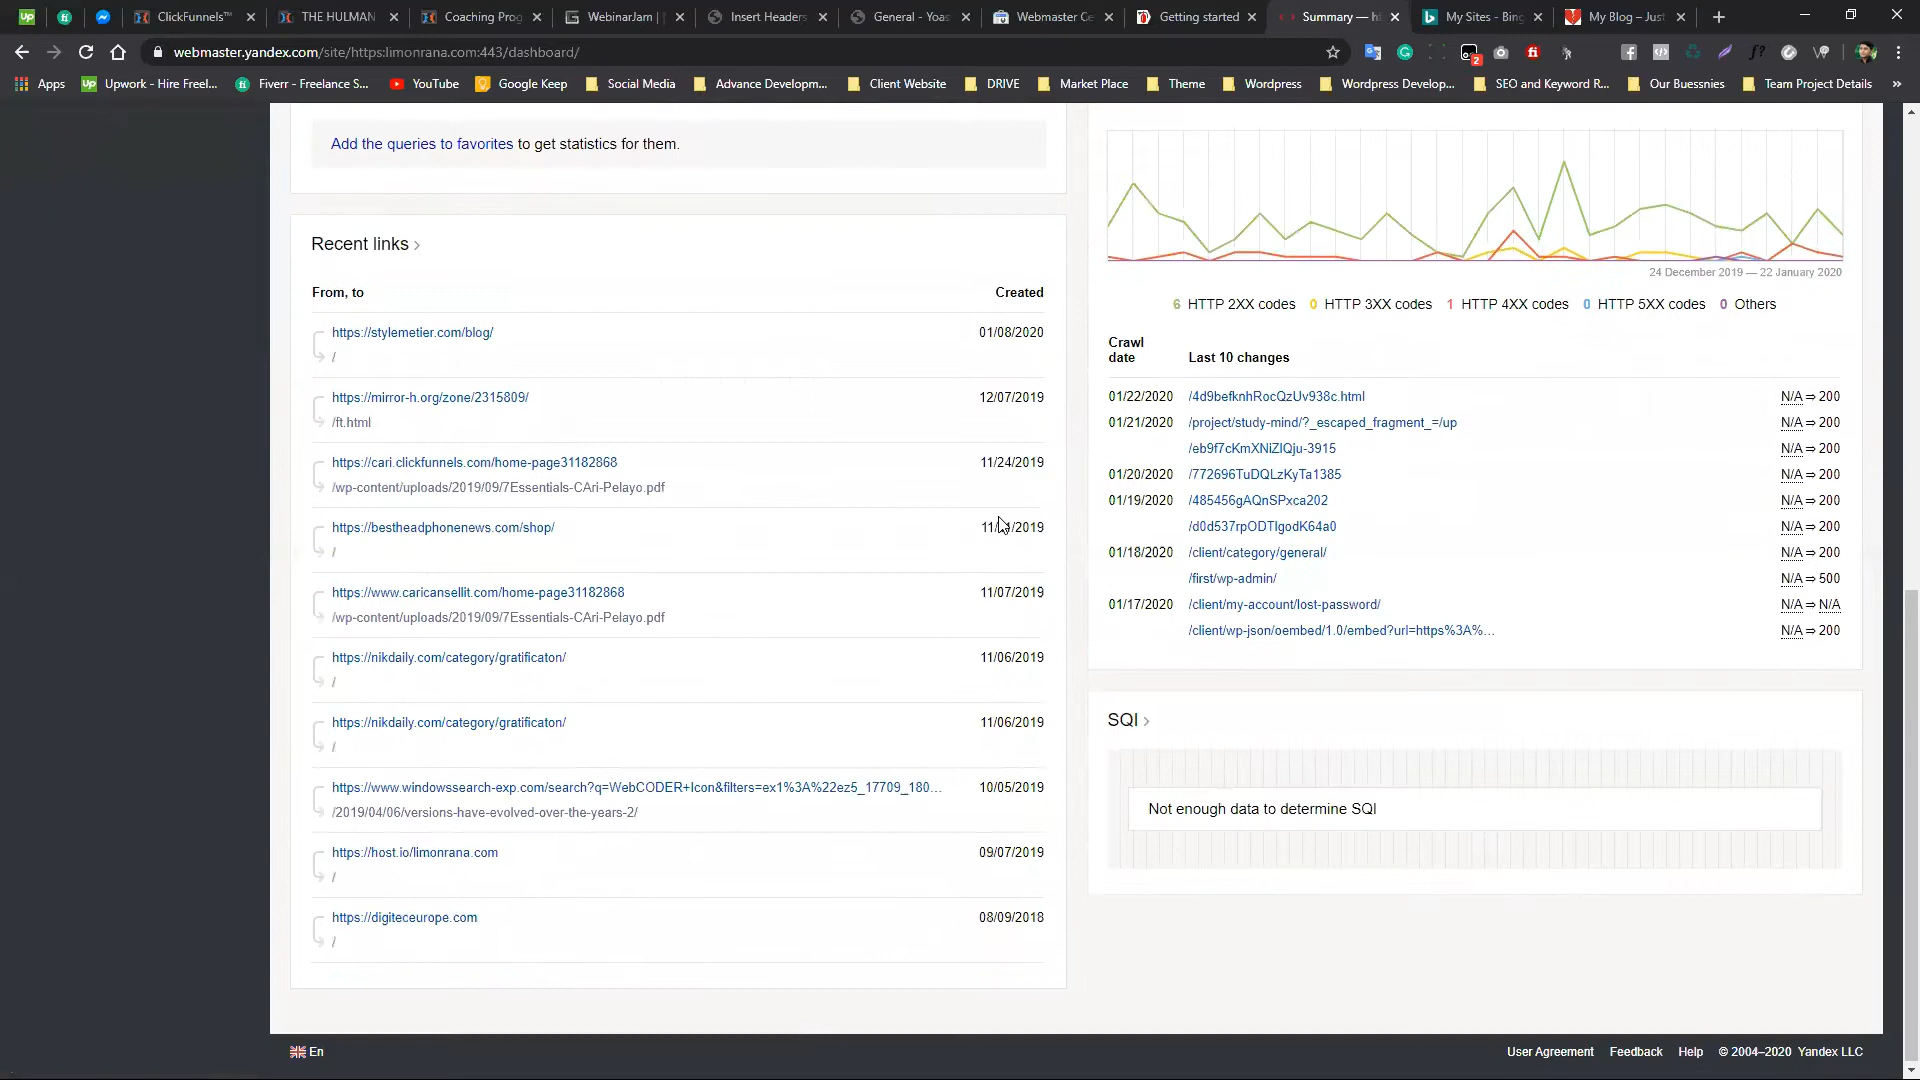 ClickFunnels™
THE HULMAN
Coaching Prog
WebinarJam |
Insert Headers
General - Yoas
Webmaster Ce
Getting started
Summary — h
My Sites - Bing
My Blog – Just
webmaster.yandex.com/site/https:limonrana.com:443/dashboard/
Apps
Upwork - Hire Freel...
Fiverr - Freelance S...
YouTube
Google Keep
Social Media
Advance Developm...
Client Website
DRIVE
Market Place
Theme
Wordpress
Wordpress Develop...
SEO and Keyword R...
Our Buessnies
Team Project Details
Add the queries to favorites to get statistics for them.
Recent links
From, to Created
https://stylemetier.com/blog/ 01/08/2020
/
https://mirror-h.org/zone/2315809/ 12/07/2019
/ft.html
https://cari.clickfunnels.com/home-page31182868 11/24/2019
/wp-content/uploads/2019/09/7Essentials-CAri-Pelayo.pdf
https://bestheadphonenews.com/shop/
/
https://www.caricansellit.com/home-page31182868 11/07/2019
/wp-content/uploads/2019/09/7Essentials-CAri-Pelayo.pdf
https://nikdaily.com/category/gratificaton/ 11/06/2019
/
https://nikdaily.com/category/gratificaton/ 11/06/2019
/
https://www.windowssearch-exp.com/search?q=WebCODER+Icon&filters=ex1%3A%22ez5_17709_180... 10/05/2019
/2019/04/06/versions-have-evolved-over-the-years-2/
https://host.io/limonrana.com 09/07/2019
/
https://digiteceurope.com 08/09/2018
/
24 December 2019 — 22 January 2020
6 HTTP 2XX codes 0 HTTP 3XX codes 1 HTTP 4XX codes 0 HTTP 5XX codes 0 Others
Crawl
date Last 10 changes
01/22/2020 /4d9befknhRocQzUv938c.html N/A ⇒ 200
01/21/2020 /project/study-mind/?_escaped_fragment_=/up N/A ⇒ 200
/eb9f7cKmXNiZIQju-3915 N/A ⇒ 200
01/20/2020 /772696TuDQLzKyTa1385 N/A ⇒ 200
01/19/2020 /485456gAQnSPxca202 N/A ⇒ 200
/d0d537rpODTIgodK64a0 N/A ⇒ 200
01/18/2020 /client/category/general/ N/A ⇒ 200
/first/wp-admin/ N/A ⇒ 500
01/17/2020 /client/my-account/lost-password/ N/A ⇒ N/A
/client/wp-json/oembed/1.0/embed?url=https%3A%... N/A ⇒ 200
SQI
Not enough data to determine SQI
En
User Agreement Feedback Help © 2004–2020 Yandex LLC